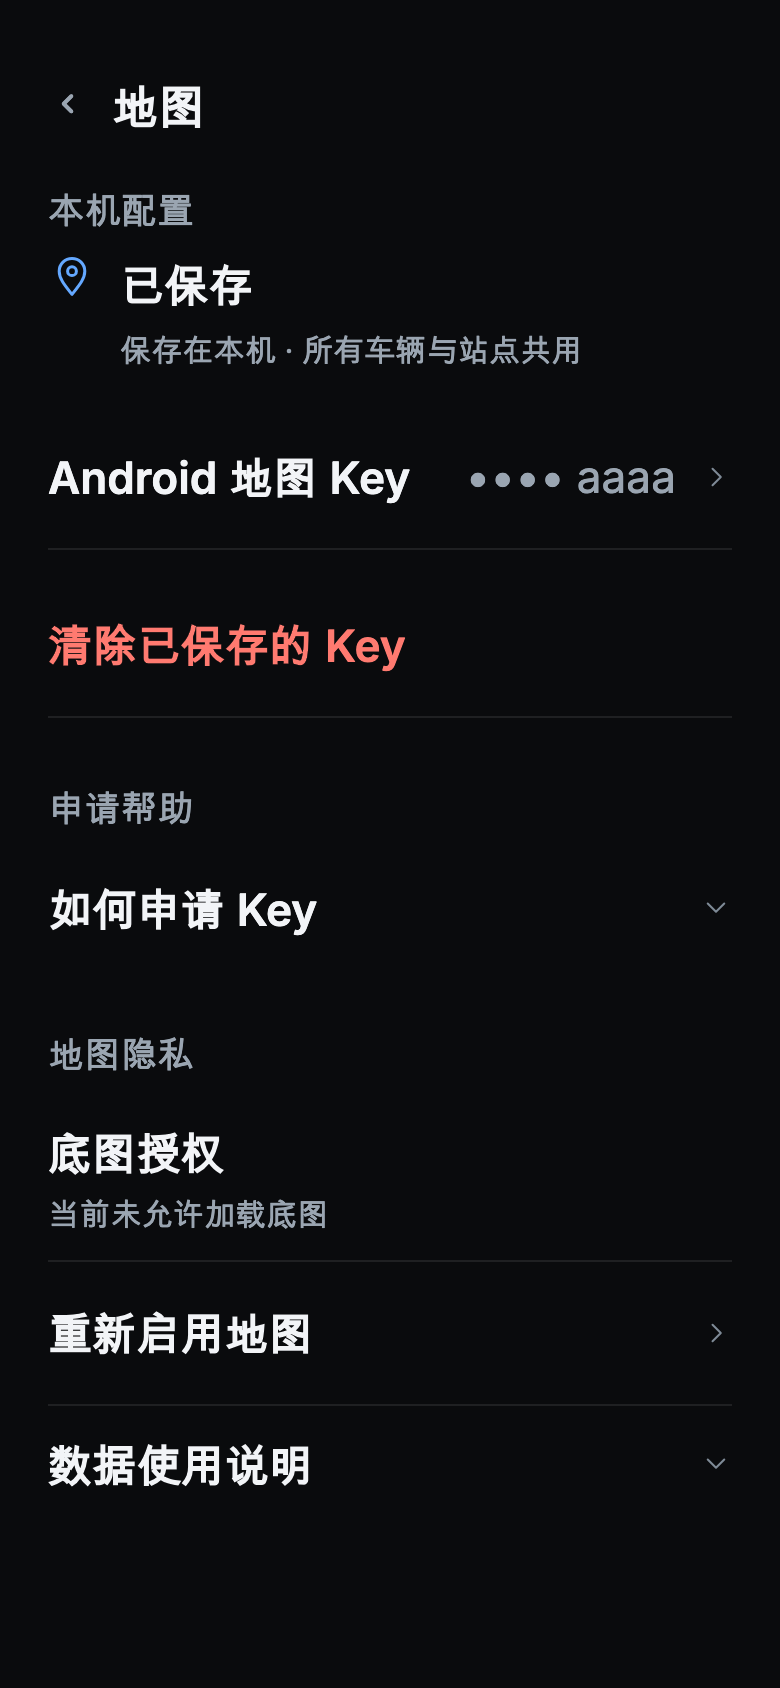 地图
本机配置
已保存
保存在本机 · 所有车辆与站点共用
Android 地图 Key •••• aaaa
清除已保存的 Key
申请帮助
如何申请 Key
地图隐私
底图授权
当前未允许加载底图
重新启用地图
数据使用说明